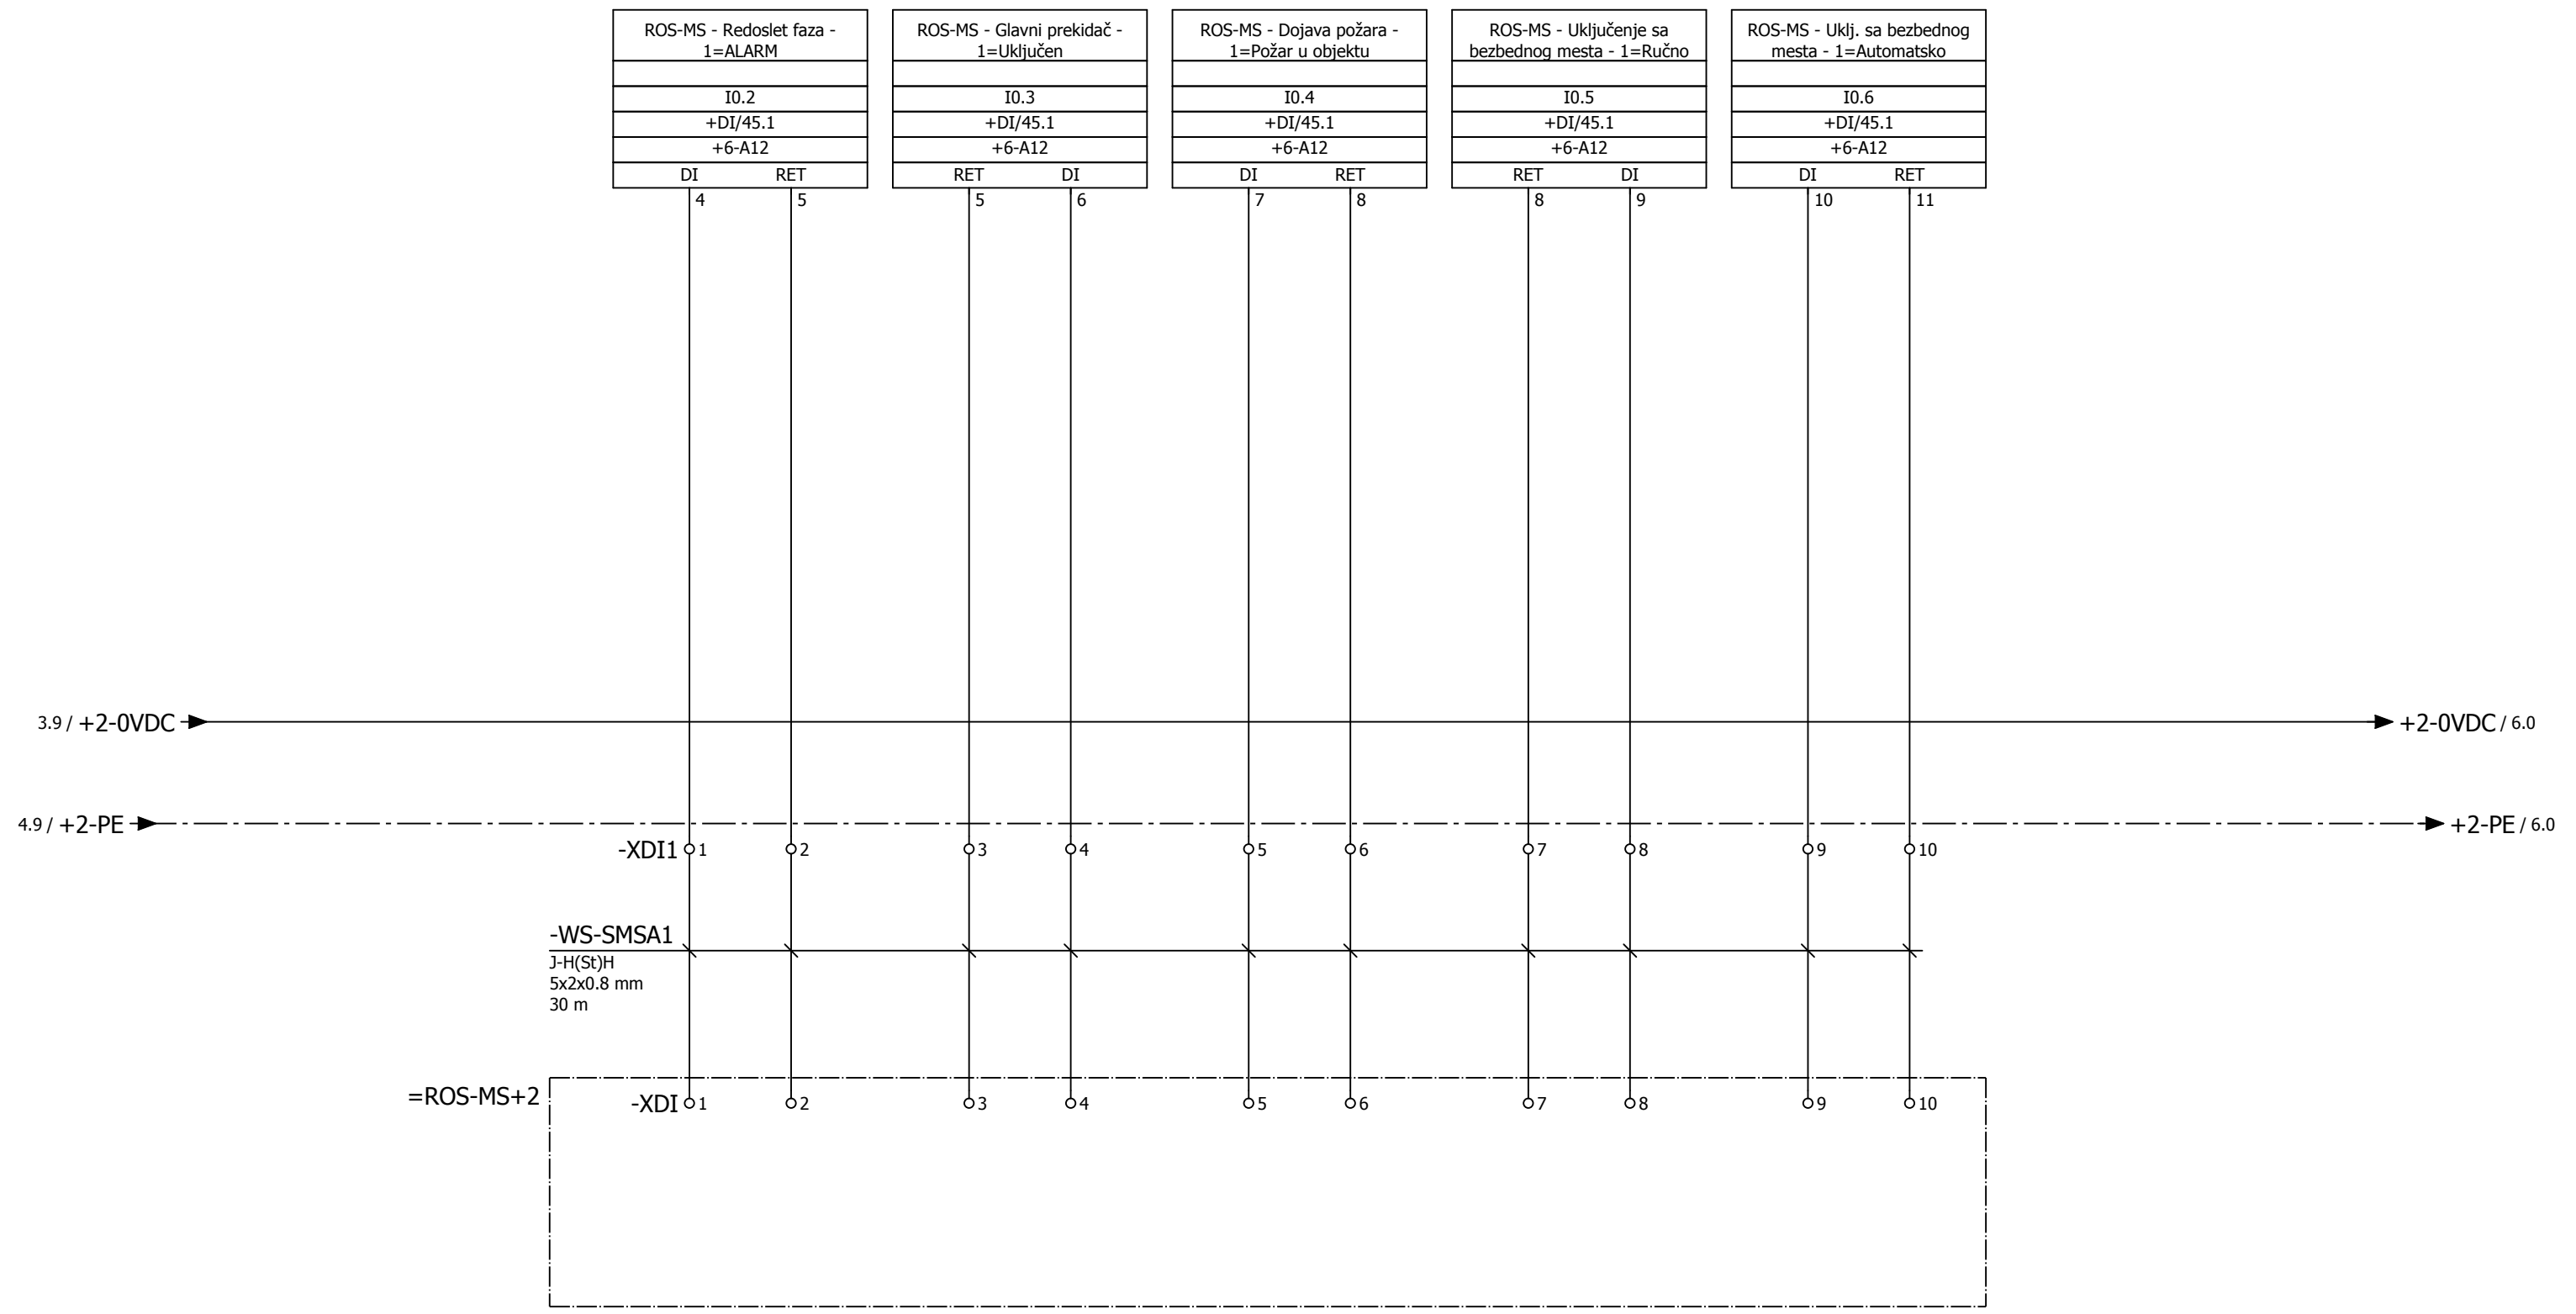 ROS-MS - Redoslet faza -
1=ALARM
I0.2
+DI/45.1
+6-A12
DI RET
4 5
ROS-MS - Glavni prekidač -
1=Uključen
I0.3
+DI/45.1
+6-A12
RET DI
5 6
ROS-MS - Dojava požara -
1=Požar u objektu
I0.4
+DI/45.1
+6-A12
DI RET
7 8
ROS-MS - Uključenje sa
bezbednog mesta - 1=Ručno
I0.5
+DI/45.1
+6-A12
RET DI
8 9
ROS-MS - Uklj. sa bezbednog
mesta - 1=Automatsko
I0.6
+DI/45.1
+6-A12
DI RET
10 11
3.9 / +2-0VDC
+2-0VDC / 6.0
4.9 / +2-PE
+2-PE / 6.0
-XDI1 1 2 3 4 5 6 7 8 9 10
-WS-SMSA1
J-H(St)H
5x2x0.8 mm
30 m
=ROS-MS+2
-XDI 1 2 3 4 5 6 7 8 9 10